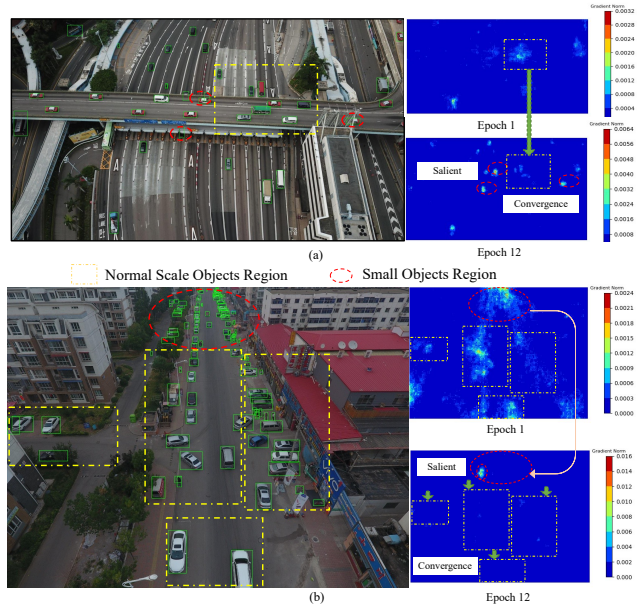 Gradient Norm
0.0032
0.0028
0.0024
0.0020
0.0016
0.0012
0.0008
0.0004
0.0000
Epoch 1
Gradient Norm
0.0064
0.0056
0.0048
0.0040
0.0032
0.0024
0.0016
0.0008
Salient
Convergence
Epoch 12
(a)
Normal Scale Objects Region
Small Objects Region
Gradient Norm
0.0024
0.0021
0.0018
0.0015
0.0012
0.0009
0.0006
0.0003
0.0000
Epoch 1
Gradient Norm
0.016
0.014
0.012
0.010
0.008
0.006
0.004
0.002
0.000
Salient
Convergence
Epoch 12
(b)